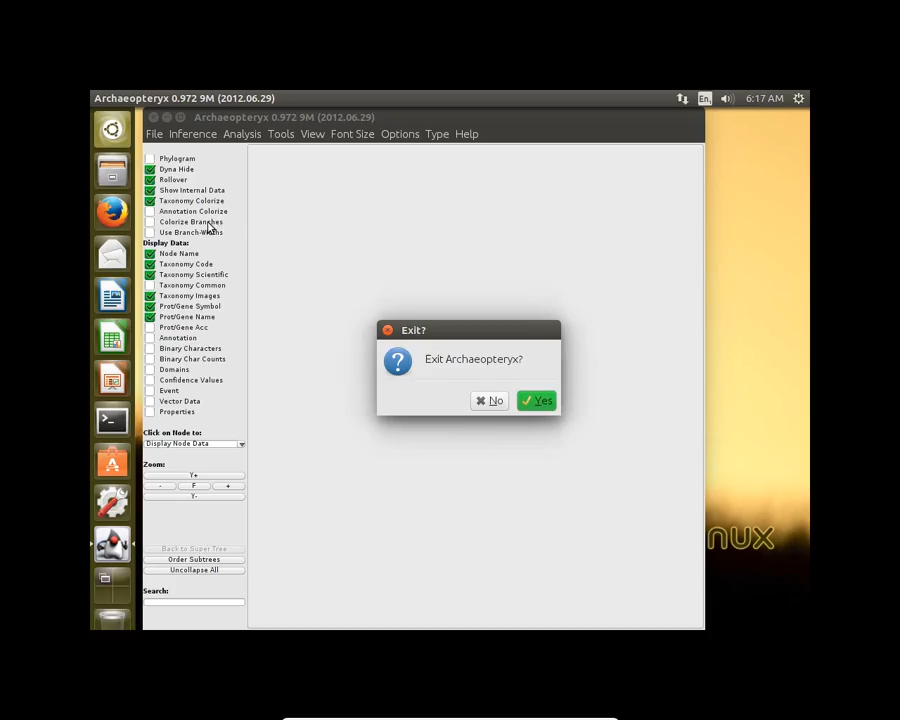 Archaeopteryx 0.972 9M (2012.06.29)
En
6:17 AM
Archaeopteryx 0.972 9M (2012.06.29)
File Inference Analysis Tools View Font Size Options Type Help
Phylogram
Dyna Hide
Rollover
Show Internal Data
Taxonomy Colorize
Annotation Colorize
Colorize Branches
Use Branch-Widths
Display Data:
Node Name
Taxonomy Code
Taxonomy Scientific
Taxonomy Common
Taxonomy Images
Prot/Gene Symbol
Prot/Gene Name
Prot/Gene Acc
Annotation
Binary Characters
Binary Char Counts
Domains
Confidence Values
Event
Vector Data
Properties
Click on Node to:
Display Node Data
Zoom:
Y+
- F +
Y-
Back to Super Tree
Order Subtrees
Uncollapse All
Search:
Exit?
Exit Archaeopteryx?
No Yes
nux